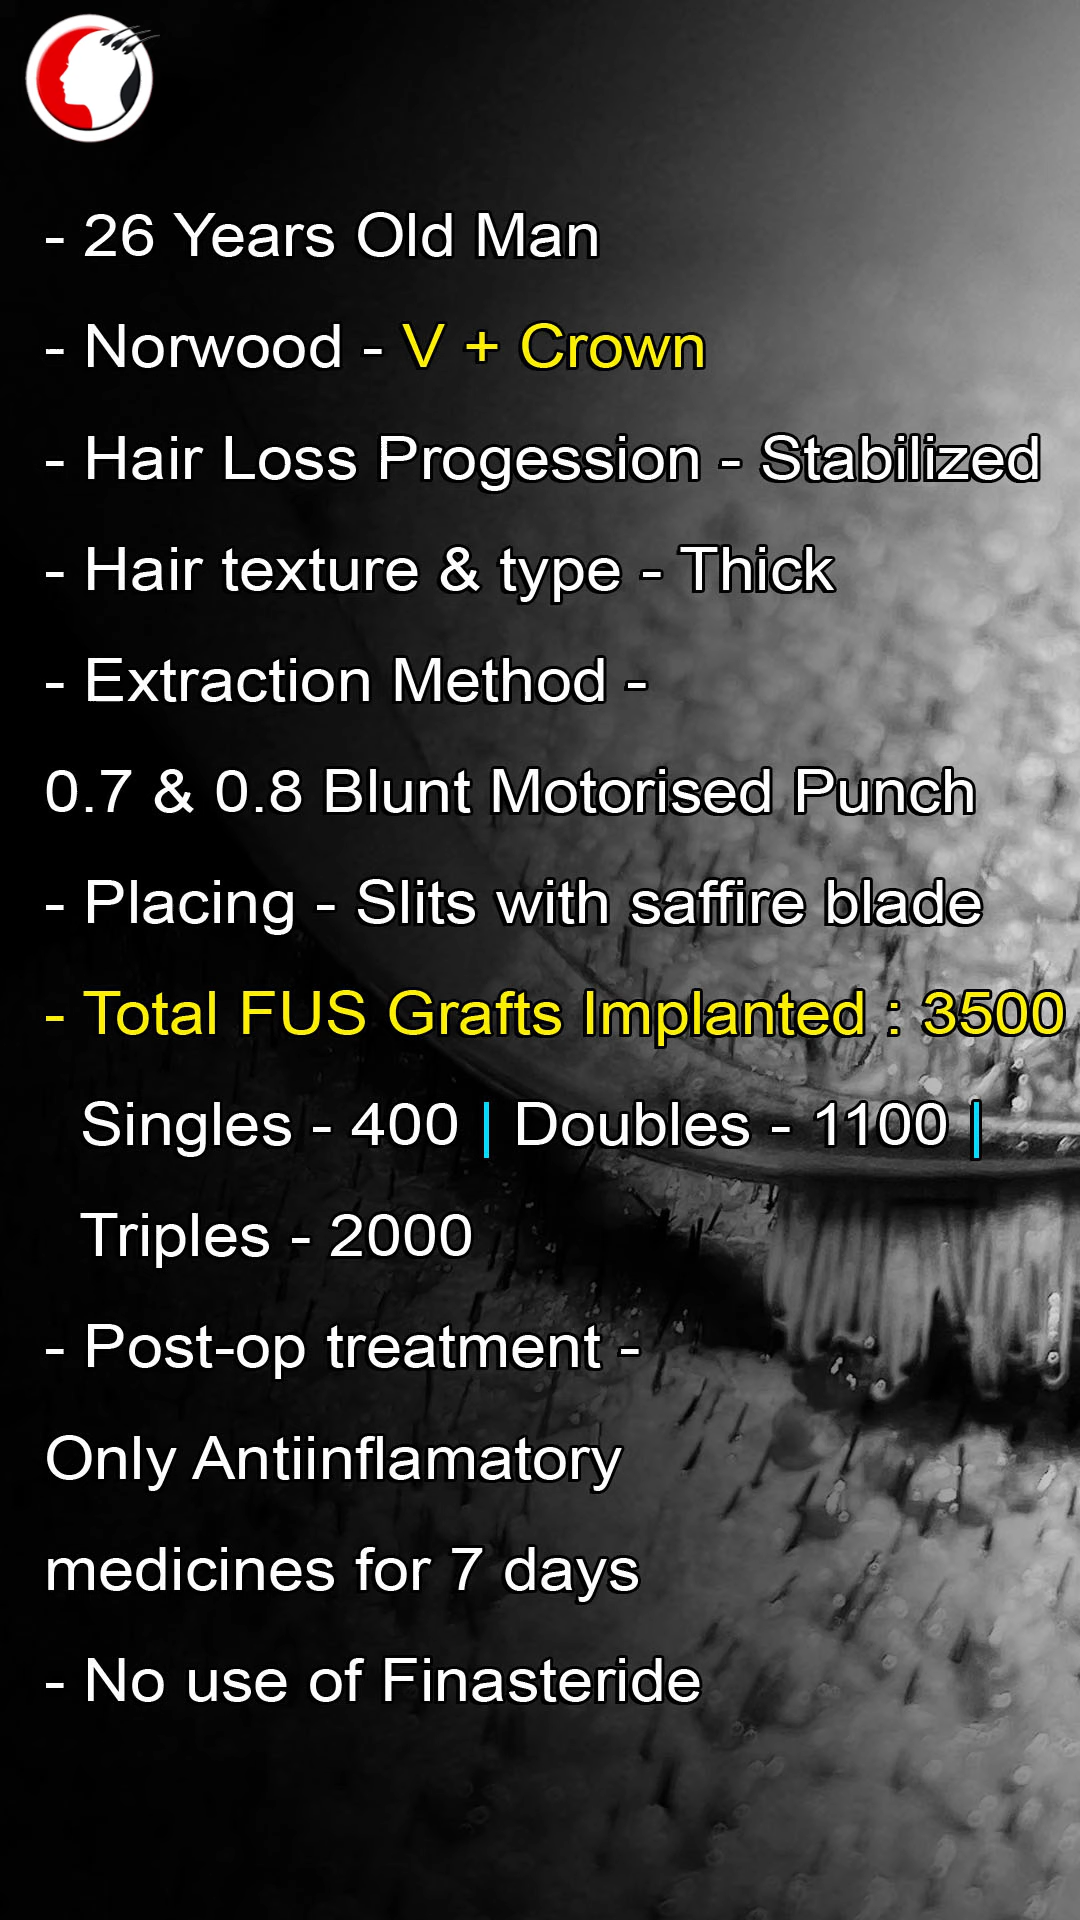 - 26 Years Old Man
- Norwood - V + Crown
- Hair Loss Progession - Stabilized
- Hair texture & type - Thick
- Extraction Method -
0.7 & 0.8 Blunt Motorised Punch
- Placing - Slits with saffire blade
- Total FUS Grafts Implanted : 3500
Singles - 400 | Doubles - 1100 |
Triples - 2000
- Post-op treatment -
Only Antiinflamatory
medicines for 7 days
- No use of Finasteride